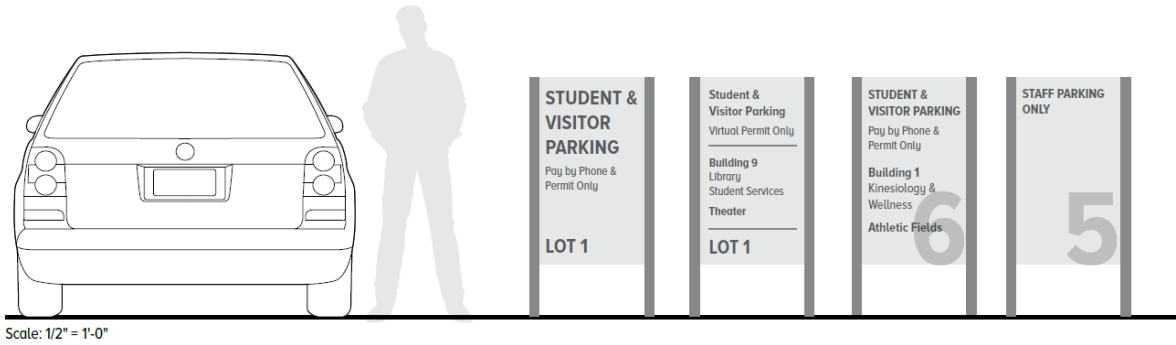 STUDENT &
VISITOR
PARKING
Pay by Phone &
Permit Only
LOT 1
Student &
Visitor Parking
Virtual Permit Only
Building 9
Library
Student Services
Theater
LOT 1
STUDENT &
VISITOR PARKING
Pay by Phone &
Permit Only
Building 1
Kinesiology &
Wellness
Athletic Fields
6
STAFF PARKING
ONLY
5
Scale: 1/2" = 1'-0"